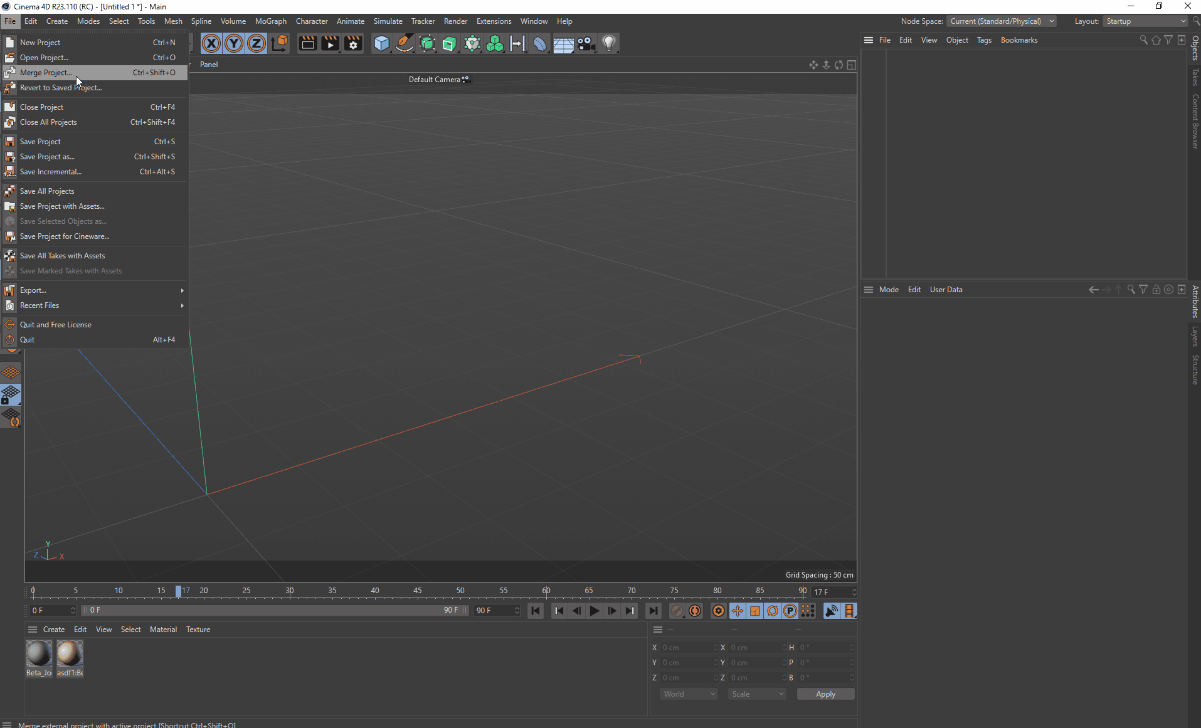 Cinema 4D R23.110 (RC) - [Untitled 1 *] - Main
File Edit Create Modes Select Tools Mesh Spline Volume MoGraph Character Animate Simulate Tracker Render Extensions Window Help
Node Space: Current (Standard/Physical) Layout: Startup
New Project Ctrl+N
Open Project... Ctrl+O
Merge Project... Ctrl+Shift+O
Revert to Saved Project...
Close Project Ctrl+F4
Close All Projects Ctrl+Shift+F4
Save Project Ctrl+S
Save Project as... Ctrl+Shift+S
Save Incremental... Ctrl+Alt+S
Save All Projects
Save Project with Assets...
Save Selected Objects as...
Save Project for Cineware...
Save All Takes with Assets
Save Marked Takes with Assets
Export...
Recent Files
Quit and Free License
Quit Alt+F4
X Y Z
Panel
Default Camera
Y
Z X
Grid Spacing : 50 cm
File Edit View Object Tags Bookmarks
Objects
Takes
Content Browser
Mode Edit User Data
Attributes
Layers
Structure
0 5 10 15 17 20 25 30 35 40 45 50 55 60 65 70 75 80 85 90 17 F
0 F 0 F 90 F 90 F
P
Create Edit View Select Material Texture
Beta_Jo asdf1:Be
X 0 cm X 0 cm H 0 °
Y 0 cm Y 0 cm P 0 °
Z 0 cm Z 0 cm B 0 °
World Scale Apply
Merge external project with active project [Shortcut Ctrl+Shift+O]